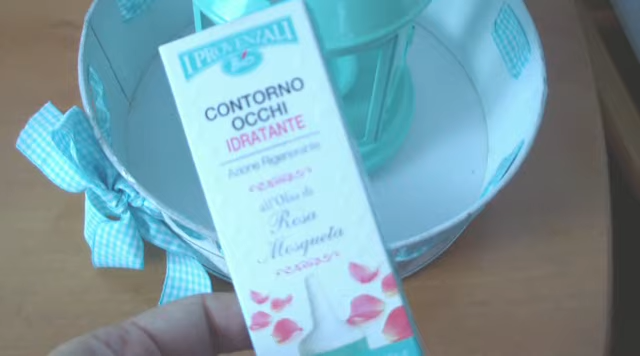 I PROVENZALI
CONTORNO
OCCHI
IDRATANTE
Azione Rigenerante
all'Olio di
Rosa
Mosqueta